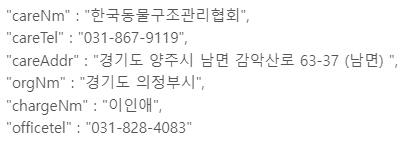 "careNm" : "한국동물구조관리협회",
"careTel" : "031-867-9119",
"careAddr" : "경기도 양주시 남면 감악산로 63-37 (남면) ",
"orgNm" : "경기도 의정부시",
"chargeNm" : "이인애",
"officetel" : "031-828-4083"